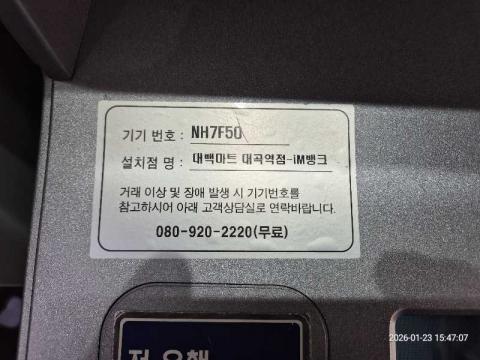 기기 번호 : NH7F50
설치점 명 : 대백마트 대곡역점-iM뱅크
거래 이상 및 장애 발생 시 기기번호를
참고하시어 아래 고객상담실로 연락바랍니다.
080-920-2220(무료)
2026-01-23 15:47:07